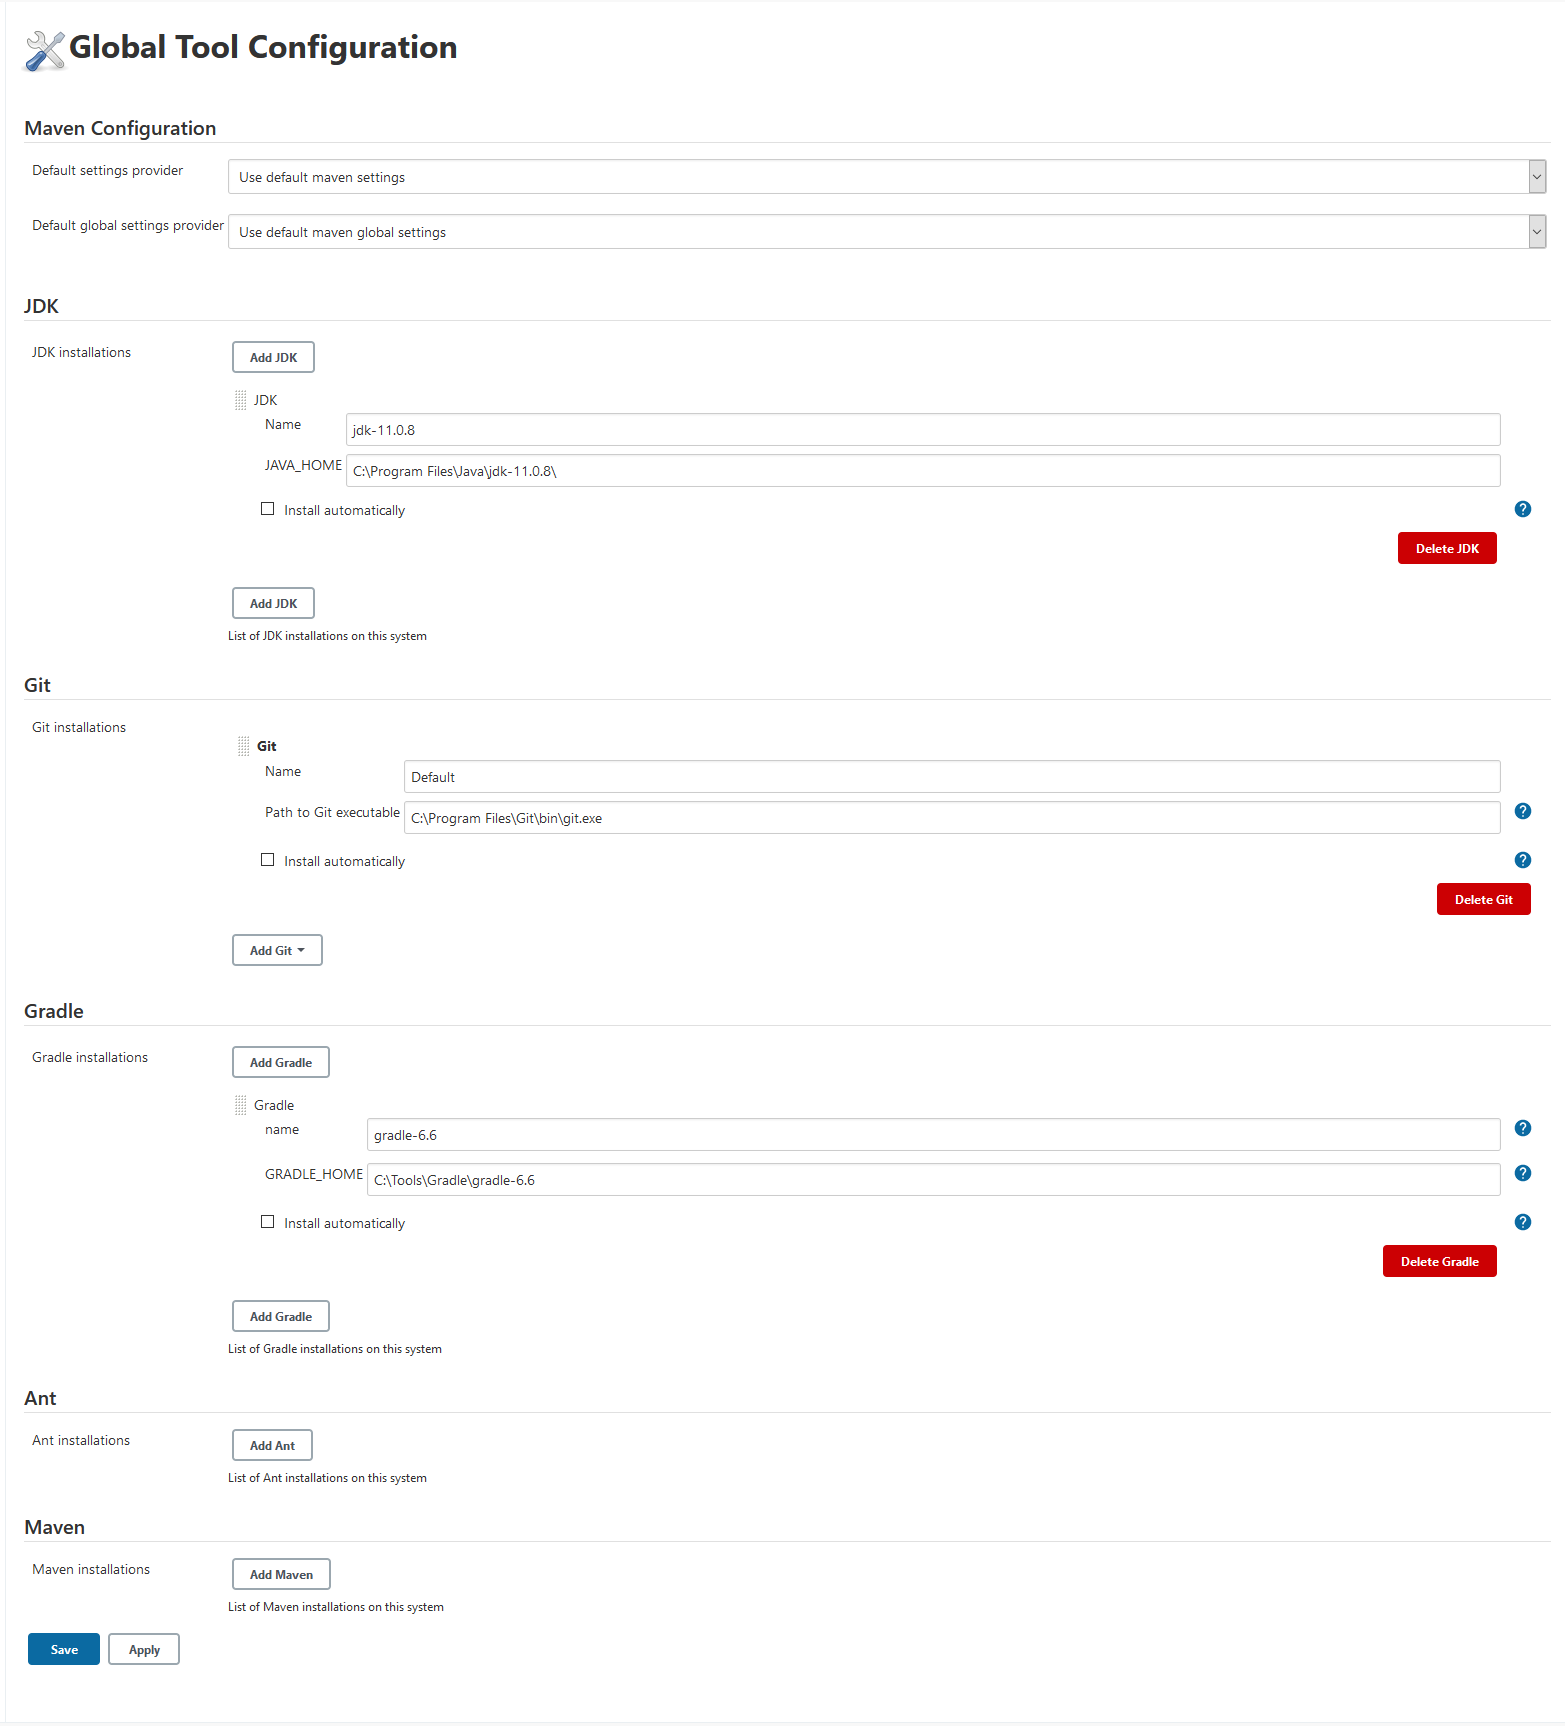 Global Tool Configuration
Maven Configuration
Default settings provider Use default maven settings
Default global settings provider Use default maven global settings
JDK
JDK installations Add JDK
JDK
Name jdk-11.0.8
JAVA_HOME C:\Program Files\Java\jdk-11.0.8\
Install automatically ?
Delete JDK
Add JDK
List of JDK installations on this system
Git
Git installations
Git
Name Default
Path to Git executable C:\Program Files\Git\bin\git.exe ?
Install automatically ?
Delete Git
Add Git
Gradle
Gradle installations Add Gradle
Gradle
name gradle-6.6 ?
GRADLE_HOME C:\Tools\Gradle\gradle-6.6 ?
Install automatically ?
Delete Gradle
Add Gradle
List of Gradle installations on this system
Ant
Ant installations Add Ant
List of Ant installations on this system
Maven
Maven installations Add Maven
List of Maven installations on this system
Save Apply